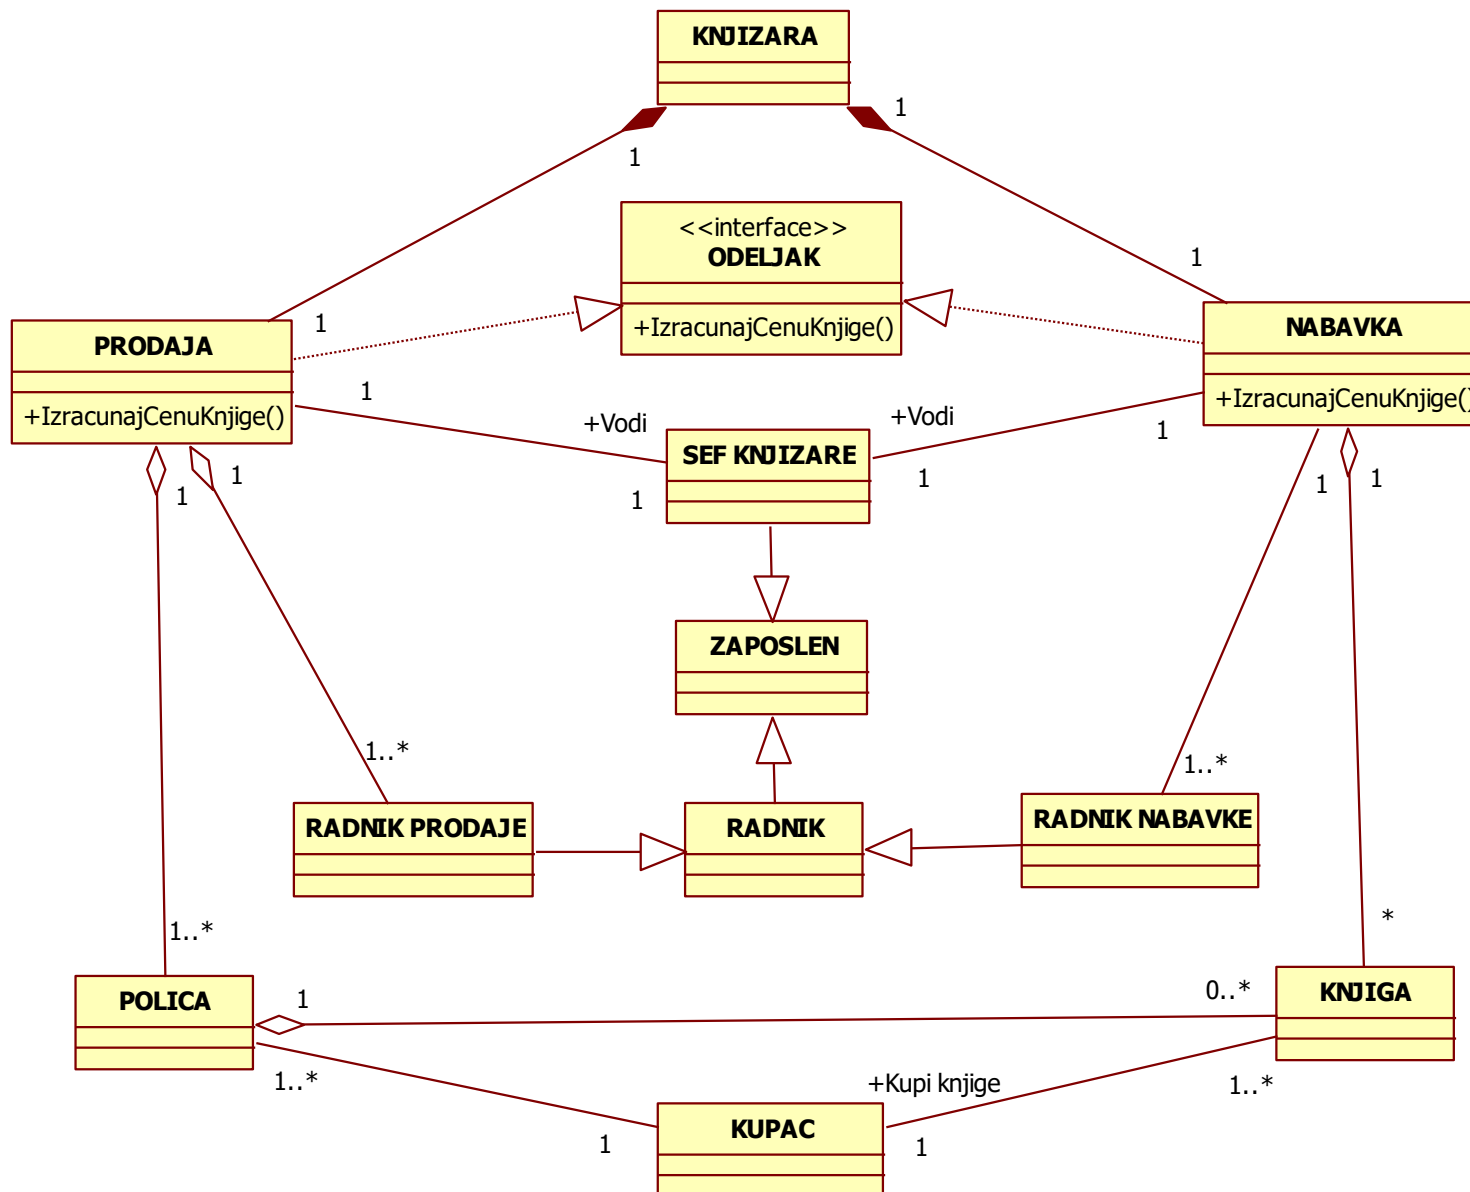 KNJIZARA
1
1
<<interface>>
ODELJAK
+IzracunajCenuKnjige()
1
1
PRODAJA
+IzracunajCenuKnjige()
NABAVKA
+IzracunajCenuKnjige()
1
+Vodi
+Vodi
1
SEF KNJIZARE
1
1
1
1
1
1
ZAPOSLEN
1..*
1..*
RADNIK PRODAJE
RADNIK
RADNIK NABAVKE
1..*
*
POLICA
1
0..*
KNJIGA
1..*
+Kupi knjige
1..*
KUPAC
1
1